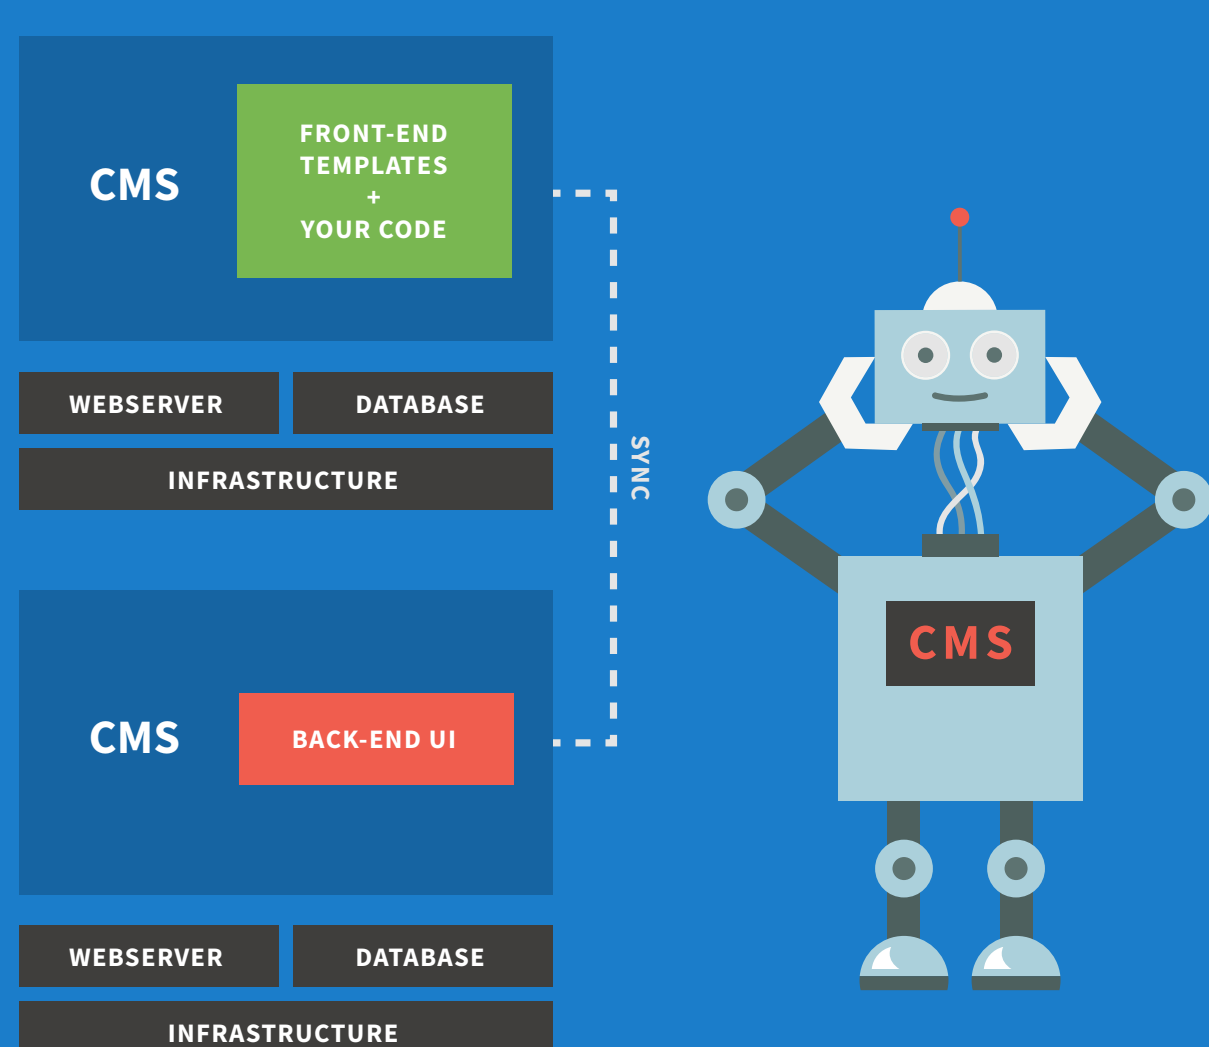 CMS
FRONT-END
TEMPLATES
+
YOUR CODE
WEBSERVER
DATABASE
INFRASTRUCTURE
SYNC
CMS
BACK-END UI
WEBSERVER
DATABASE
INFRASTRUCTURE
CMS